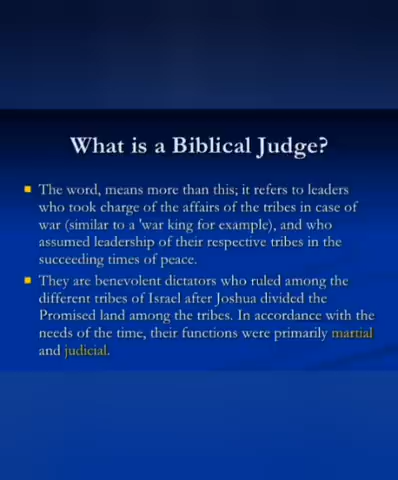 What is a Biblical Judge?
The word, means more than this; it refers to leaders
who took charge of the affairs of the tribes in case of
war (similar to a 'war king for example), and who
assumed leadership of their respective tribes in the
succeeding times of peace.
They are benevolent dictators who ruled among the
different tribes of Israel after Joshua divided the
Promised land among the tribes. In accordance with the
needs of the time, their functions were primarily martial
and judicial.